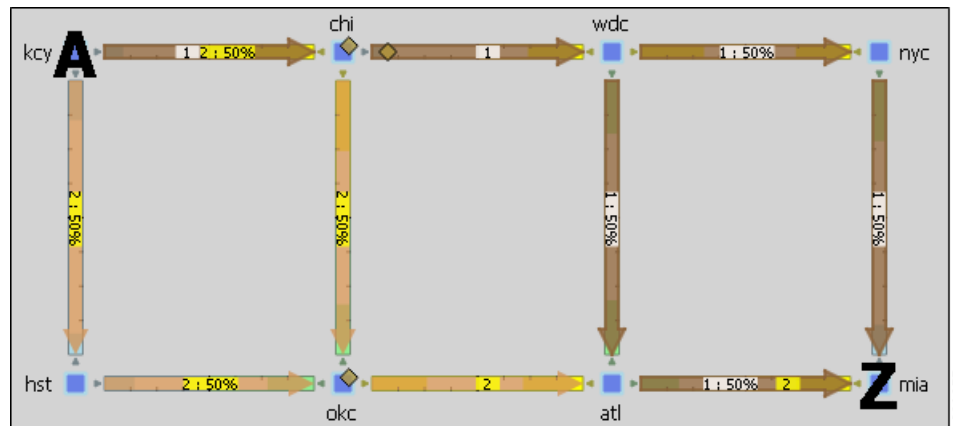 chi
wdc
kcy
A
1 2 : 50%
1
1 : 50%
nyc
2 : 50%
2 : 50%
1 : 50%
1 : 50%
hst
2 : 50%
2
1 : 50% 2
Z
mia
okc
atl